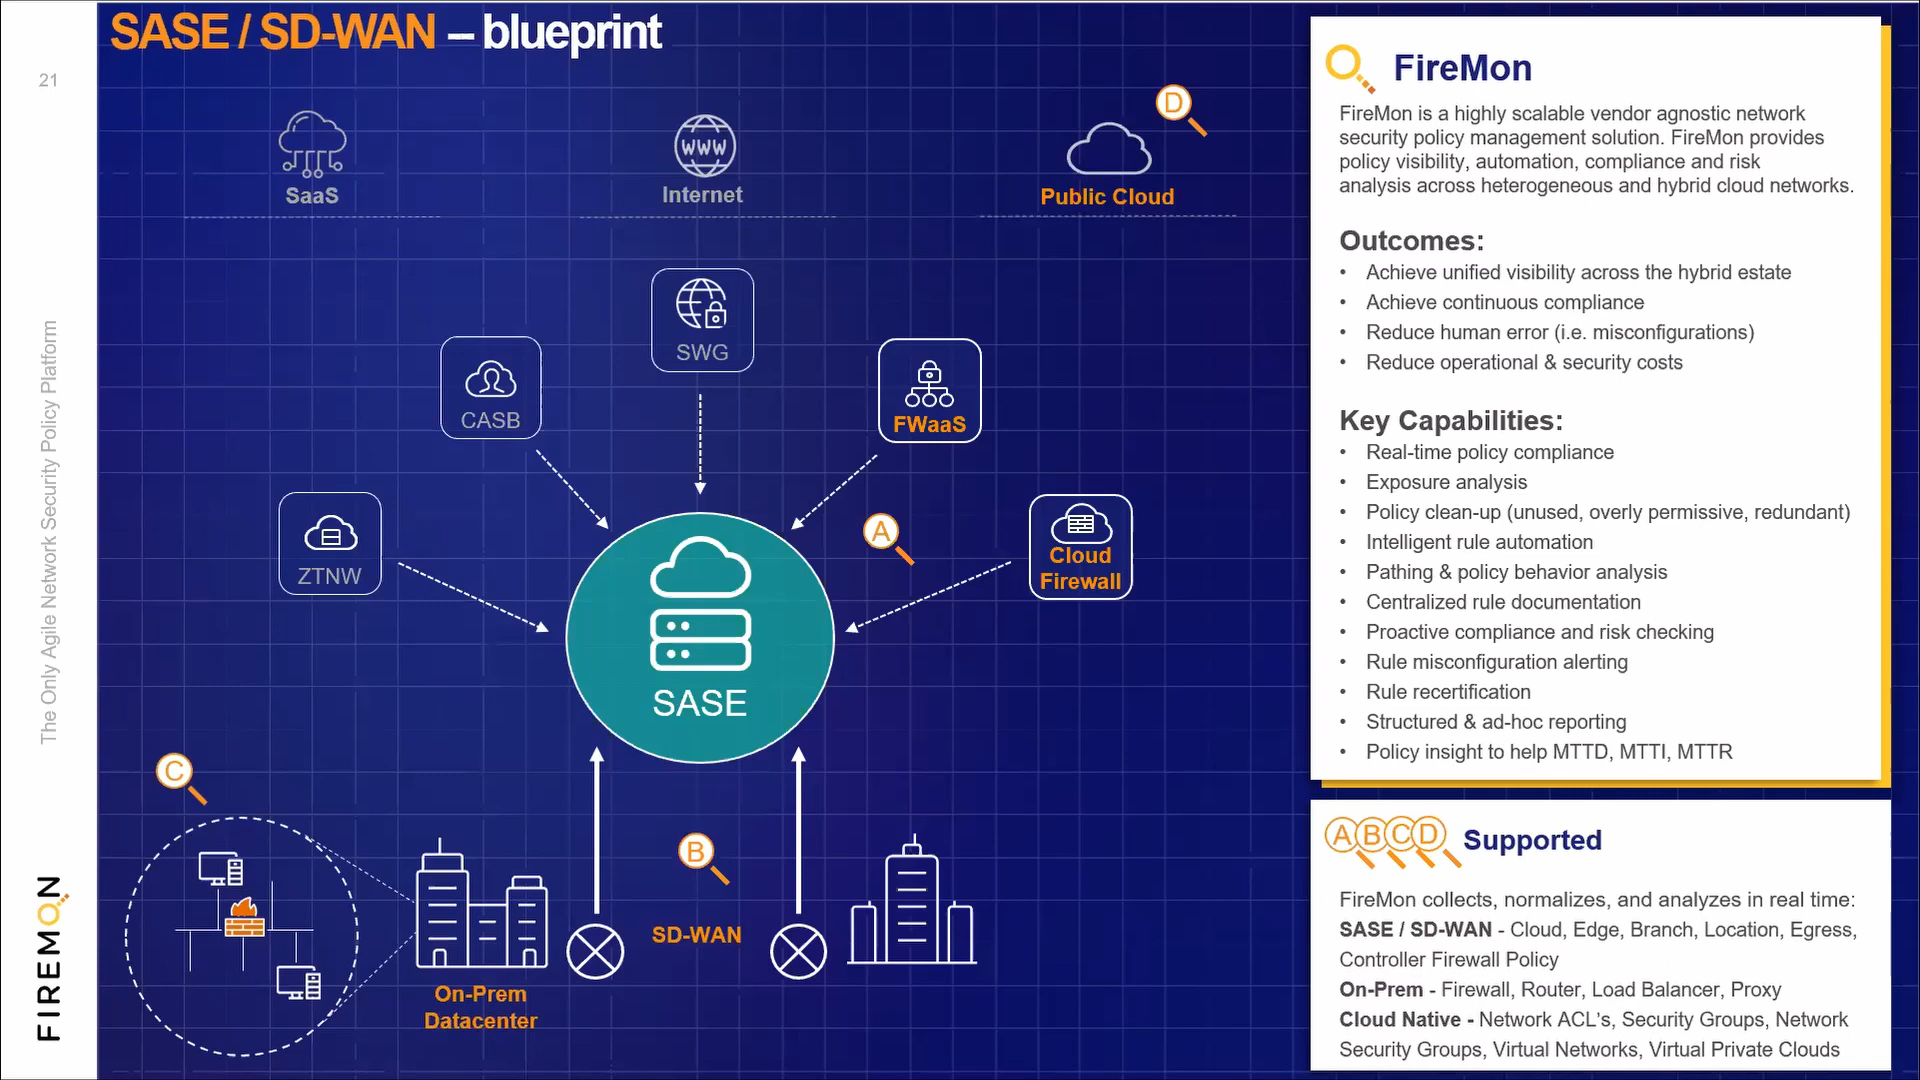 SASE / SD-WAN – blueprint
21
The Only Agile Network Security Policy Platform
FIREMON
SaaS
WWW
Internet
D
Public Cloud
SWG
CASB
FWaaS
ZTNW
A
Cloud
Firewall
SASE
C
B
SD-WAN
On-Prem
Datacenter
FireMon
FireMon is a highly scalable vendor agnostic network
security policy management solution. FireMon provides
policy visibility, automation, compliance and risk
analysis across heterogeneous and hybrid cloud networks.
Outcomes:
• Achieve unified visibility across the hybrid estate
• Achieve continuous compliance
• Reduce human error (i.e. misconfigurations)
• Reduce operational & security costs
Key Capabilities:
• Real-time policy compliance
• Exposure analysis
• Policy clean-up (unused, overly permissive, redundant)
• Intelligent rule automation
• Pathing & policy behavior analysis
• Centralized rule documentation
• Proactive compliance and risk checking
• Rule misconfiguration alerting
• Rule recertification
• Structured & ad-hoc reporting
• Policy insight to help MTTD, MTTI, MTTR
A B C D Supported
FireMon collects, normalizes, and analyzes in real time:
SASE / SD-WAN - Cloud, Edge, Branch, Location, Egress,
Controller Firewall Policy
On-Prem - Firewall, Router, Load Balancer, Proxy
Cloud Native - Network ACL's, Security Groups, Network
Security Groups, Virtual Networks, Virtual Private Clouds